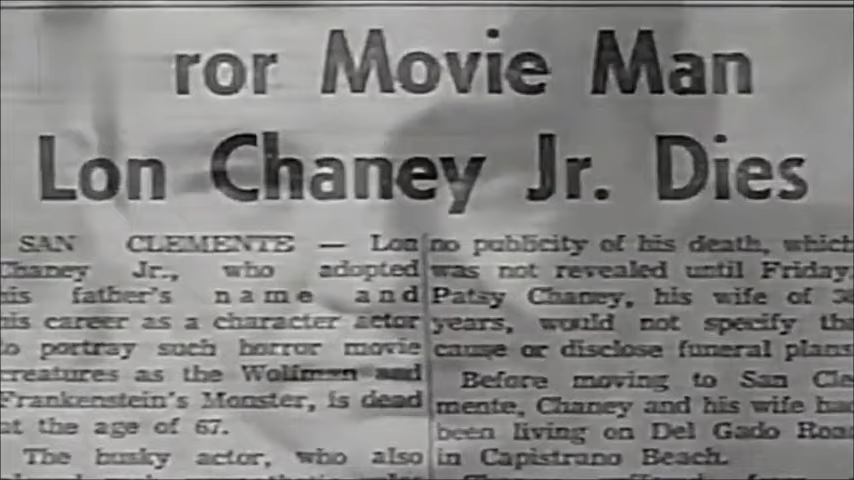 ror Movie Man
Lon Chaney Jr. Dies
SAN CLEMENTE — Lon
Chaney Jr., who adopted
his father's name and
his career as a character actor
to portray such horror movie
creatures as the Wolfman and
Frankenstein's Monster, is dead
at the age of 67.
The husky actor, who also
no publicity of his death, which
was not revealed until Friday.
Patsy Chaney, his wife of
years, would not specify the
cause or disclose funeral plans.
Before moving to San Cle-
mente, Chaney and his wife had
been living on Del Gado Road
in Capistrano Beach.